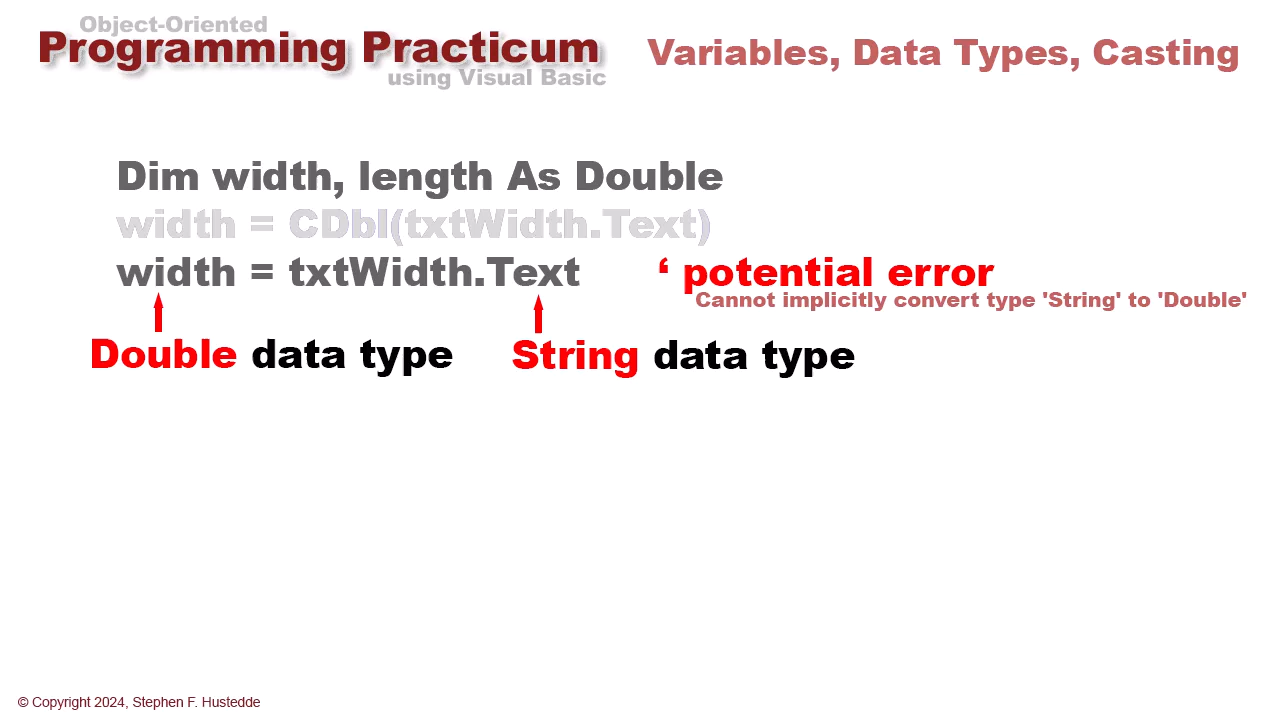 Object-Oriented
Programming Practicum
using Visual Basic
Variables, Data Types, Casting
Dim width, length As Double
width = CDbl(txtWidth.Text)
width = txtWidth.Text ‘ potential error
Cannot implicitly convert type 'String' to 'Double'
Double data type String data type
© Copyright 2024, Stephen F. Hustedde